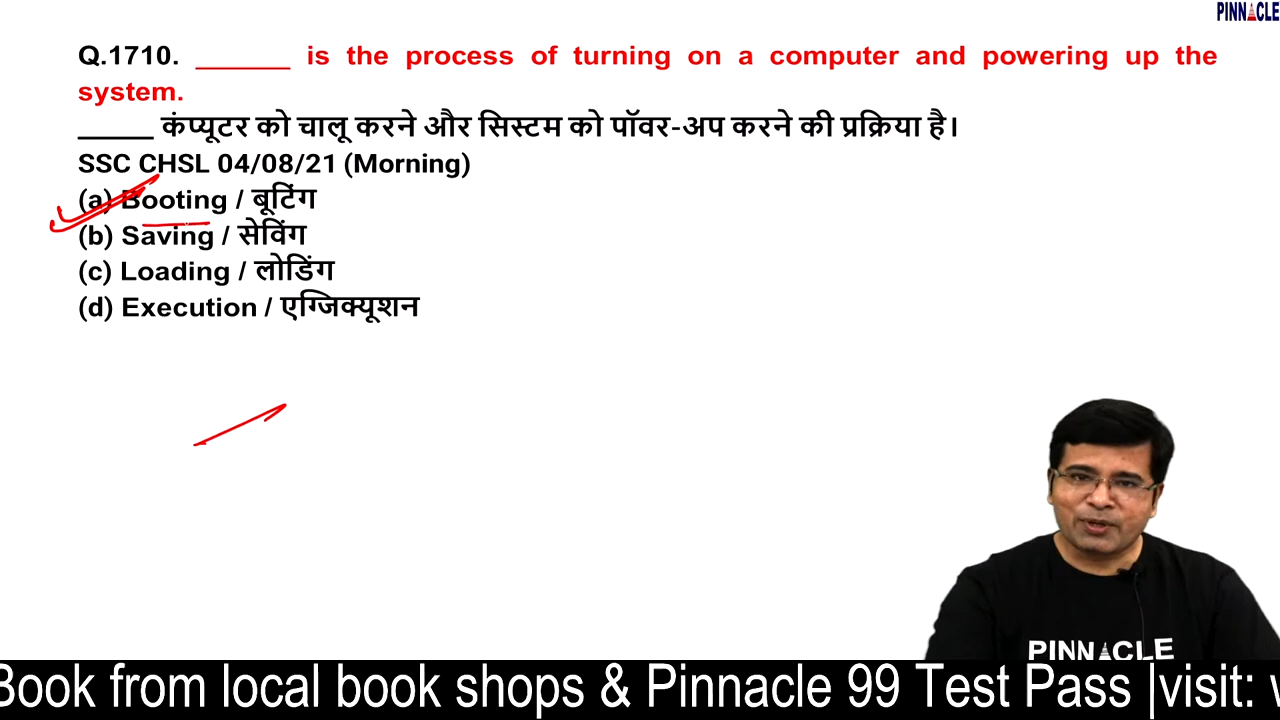 PINNACLE
Q.1710. ______ is the process of turning on a computer and powering up the
system.
_____ कंप्यूटर को चालू करने और सिस्टम को पॉवर-अप करने की प्रक्रिया है।
SSC CHSL 04/08/21 (Morning)
(a) Booting / बूटिंग
(b) Saving / सेविंग
(c) Loading / लोडिंग
(d) Execution / एग्जिक्यूशन
PINNACLE
Book from local book shops & Pinnacle 99 Test Pass |visit: